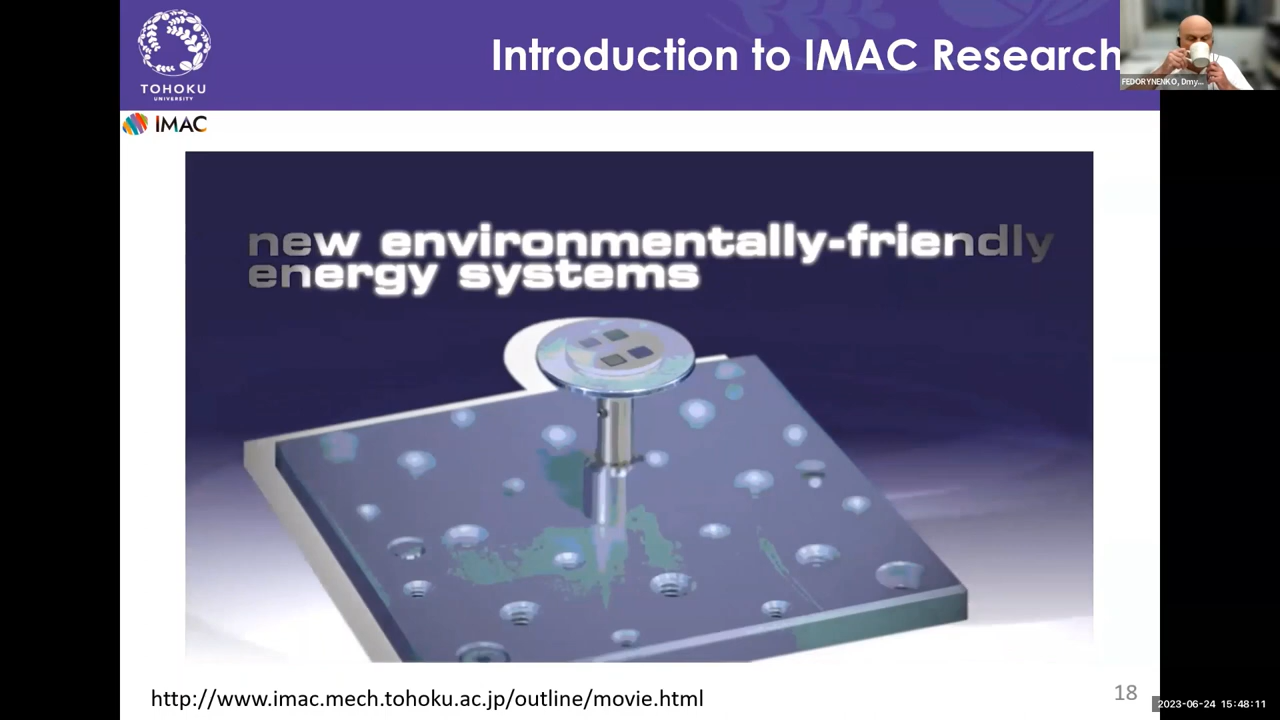 Introduction to IMAC Research
TOHOKU
UNIVERSITY
IMAC
FEDORYNENKO, Dmy...
new environmentally-friendly
energy systems
http://www.imac.mech.tohoku.ac.jp/outline/movie.html
18
2023-06-24 15:48:11